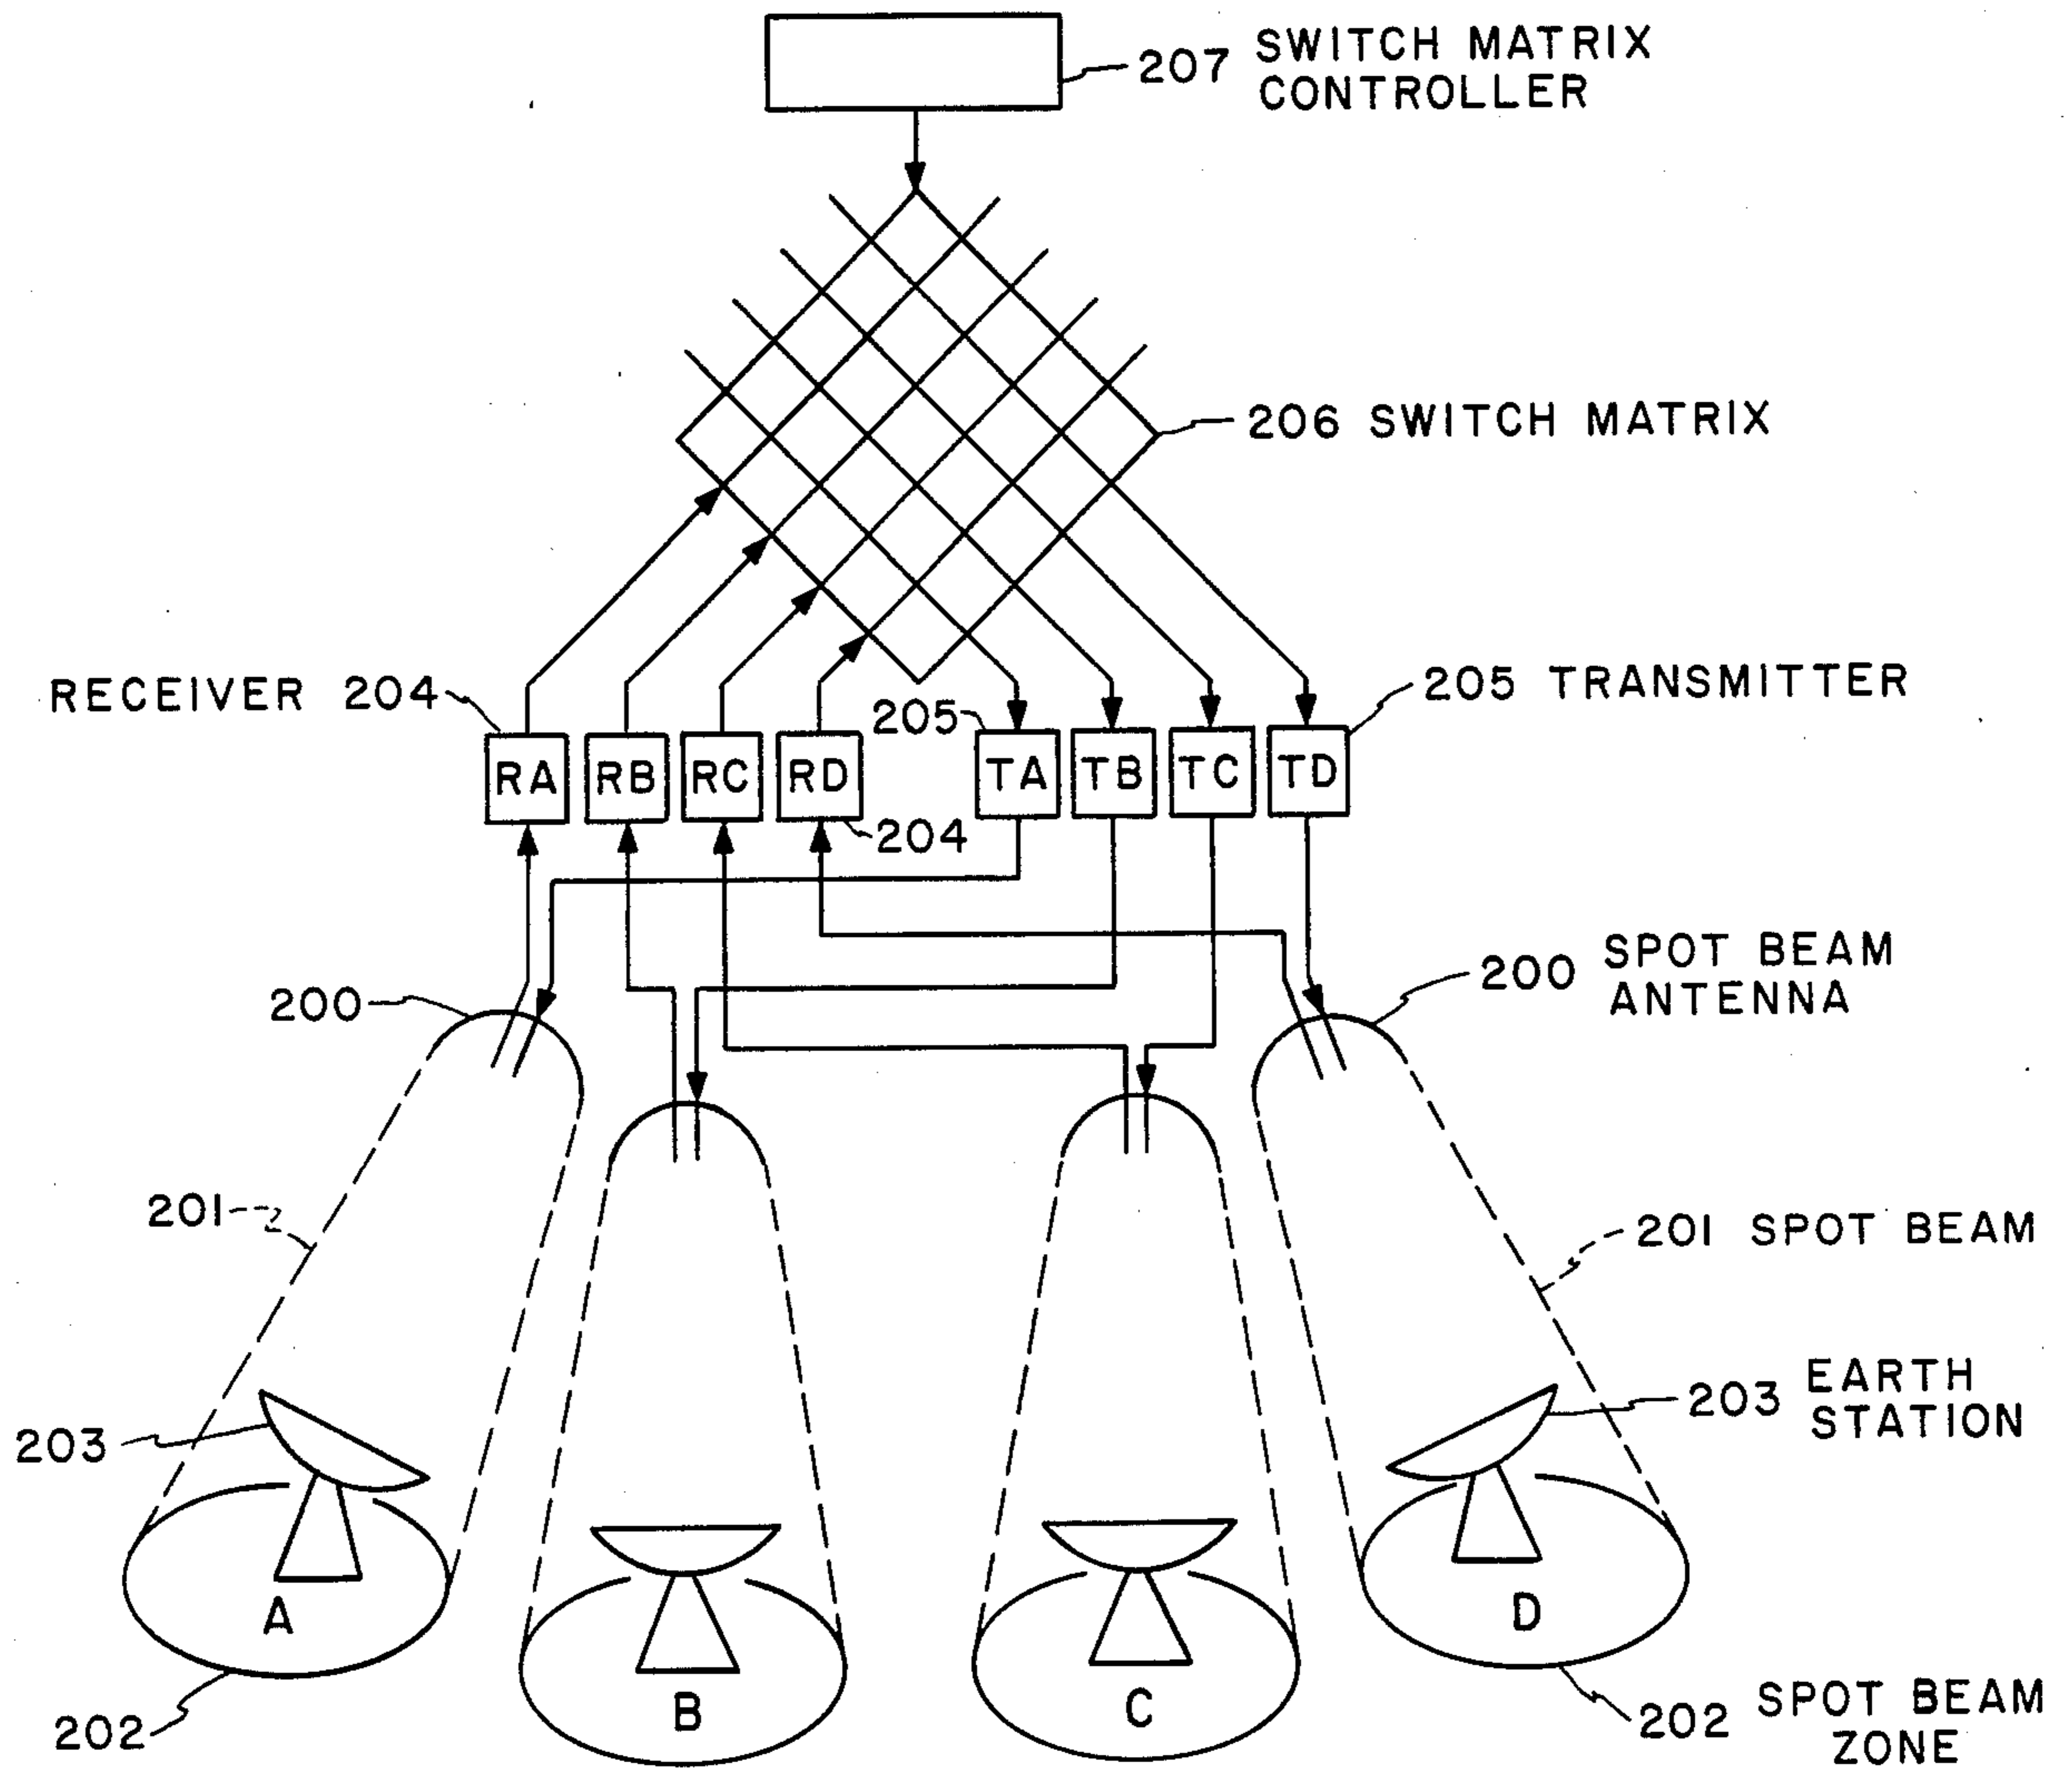 207 SWITCH MATRIX
CONTROLLER
206 SWITCH MATRIX
RECEIVER 204
205
205 TRANSMITTER
RA RB RC RD TA TB TC TD
204
200
200 SPOT BEAM
ANTENNA
201
201 SPOT BEAM
203
203 EARTH
STATION
A
B
C
D
202
202 SPOT BEAM
ZONE